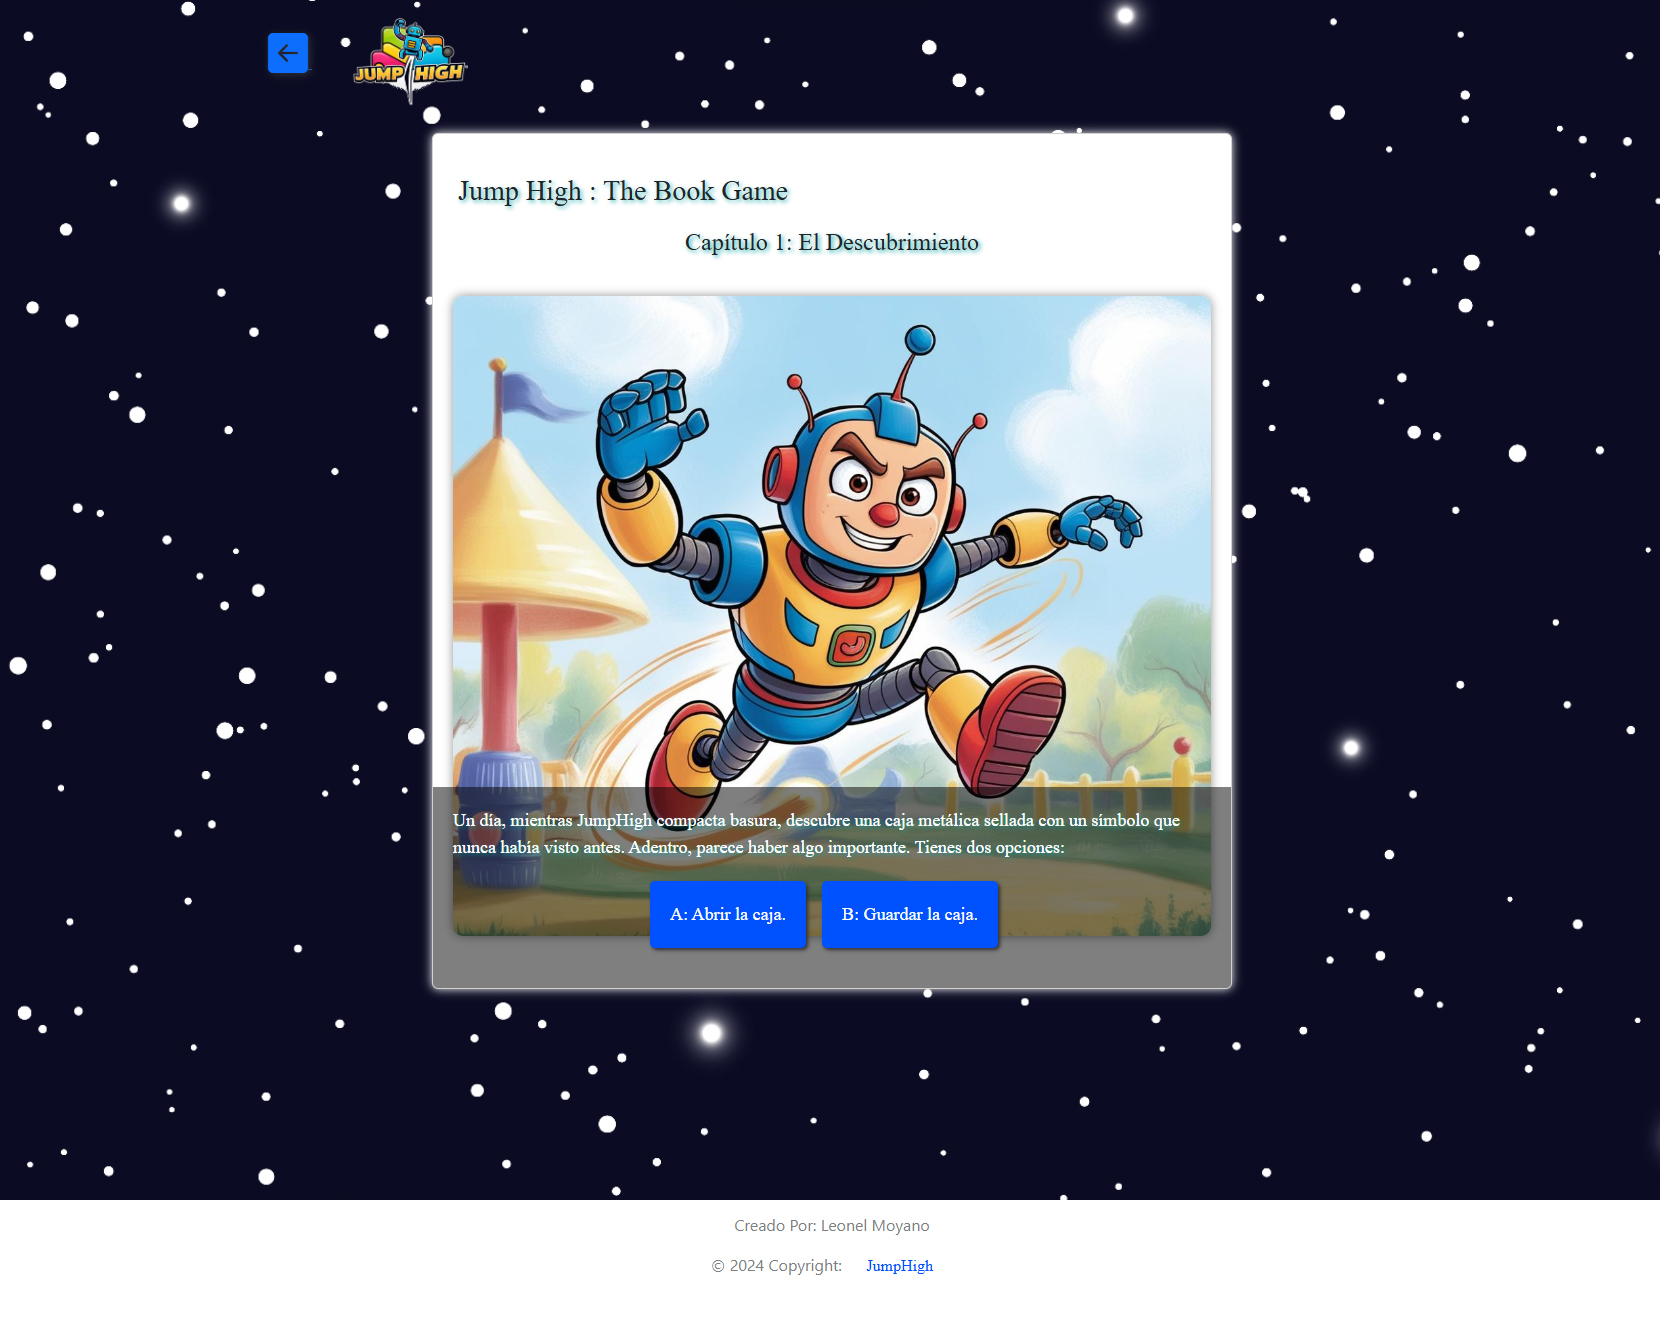 JUMP HIGH
Jump High : The Book Game
Capítulo 1: El Descubrimiento
Un día, mientras JumpHigh compacta basura, descubre una caja metálica sellada con un símbolo que
nunca había visto antes. Adentro, parece haber algo importante. Tienes dos opciones:
A: Abrir la caja.
B: Guardar la caja.
Creado Por: Leonel Moyano
© 2024 Copyright: JumpHigh